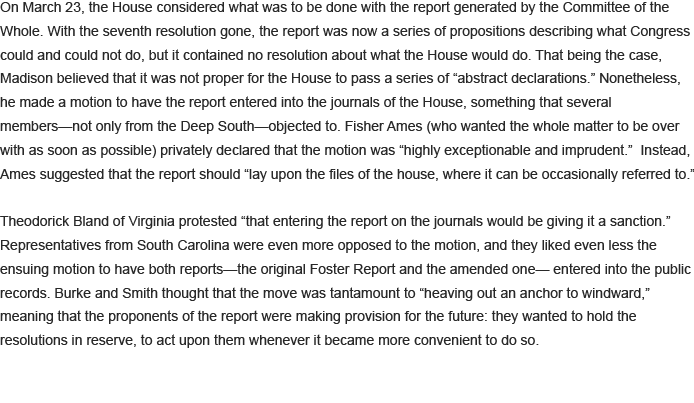 On March 23, the House considered what was to be done with the report generated by the Committee of the
Whole. With the seventh resolution gone, the report was now a series of propositions describing what Congress
could and could not do, but it contained no resolution about what the House would do. That being the case,
Madison believed that it was not proper for the House to pass a series of “abstract declarations.” Nonetheless,
he made a motion to have the report entered into the journals of the House, something that several
members—not only from the Deep South—objected to. Fisher Ames (who wanted the whole matter to be over
with as soon as possible) privately declared that the motion was “highly exceptionable and imprudent.”  Instead,
Ames suggested that the report should “lay upon the files of the house, where it can be occasionally referred to.”
Theodorick Bland of Virginia protested “that entering the report on the journals would be giving it a sanction.”
Representatives from South Carolina were even more opposed to the motion, and they liked even less the
ensuing motion to have both reports—the original Foster Report and the amended one— entered into the public
records. Burke and Smith thought that the move was tantamount to “heaving out an anchor to windward,”
meaning that the proponents of the report were making provision for the future: they wanted to hold the
resolutions in reserve, to act upon them whenever it became more convenient to do so.